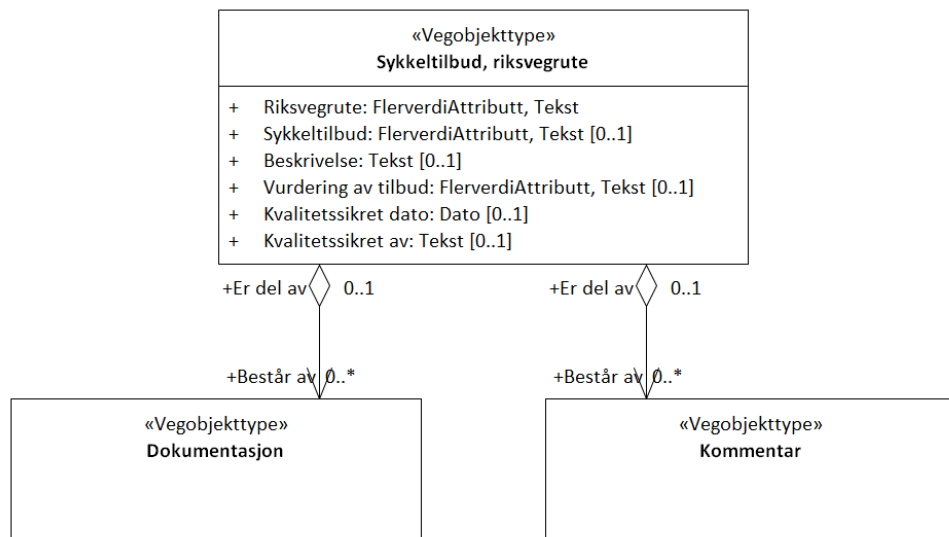 «Vegobjekttype»
Sykkeltilbud, riksvegrute
+ Riksvegrute: FlerverdiAttributt, Tekst
+ Sykkeltilbud: FlerverdiAttributt, Tekst [0..1]
+ Beskrivelse: Tekst [0..1]
+ Vurdering av tilbud: FlerverdiAttributt, Tekst [0..1]
+ Kvalitetssikret dato: Dato [0..1]
+ Kvalitetssikret av: Tekst [0..1]
+Er del av 0..1 +Er del av 0..1
+Består av 0..* +Består av 0..*
«Vegobjekttype» «Vegobjekttype»
Dokumentasjon Kommentar